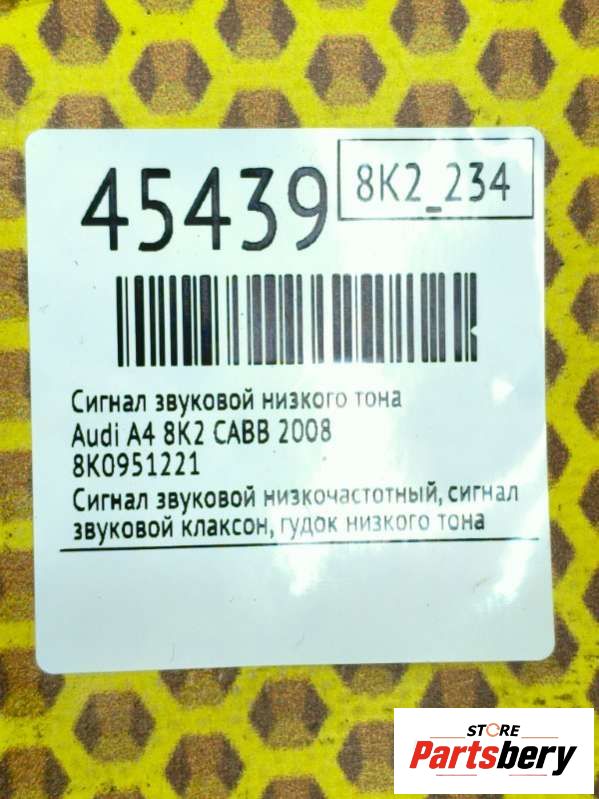 45439
8K2_234
Сигнал звуковой низкого тона
Audi A4 8K2 CABB 2008
8K0951221
Сигнал звуковой низкочастотный, сигнал
звуковой клаксон, гудок низкого тона
STORE
Partsbery